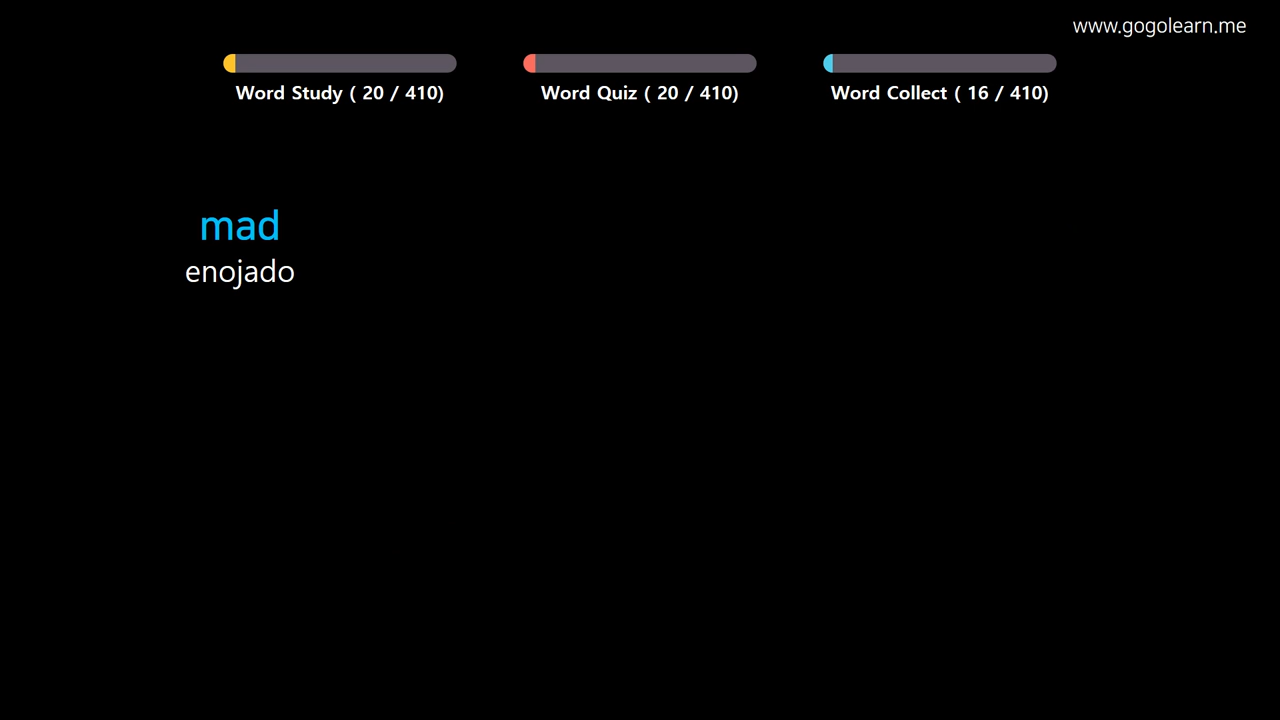 www.gogolearn.me
Word Study ( 20 / 410)
Word Quiz ( 20 / 410)
Word Collect ( 16 / 410)
mad
enojado